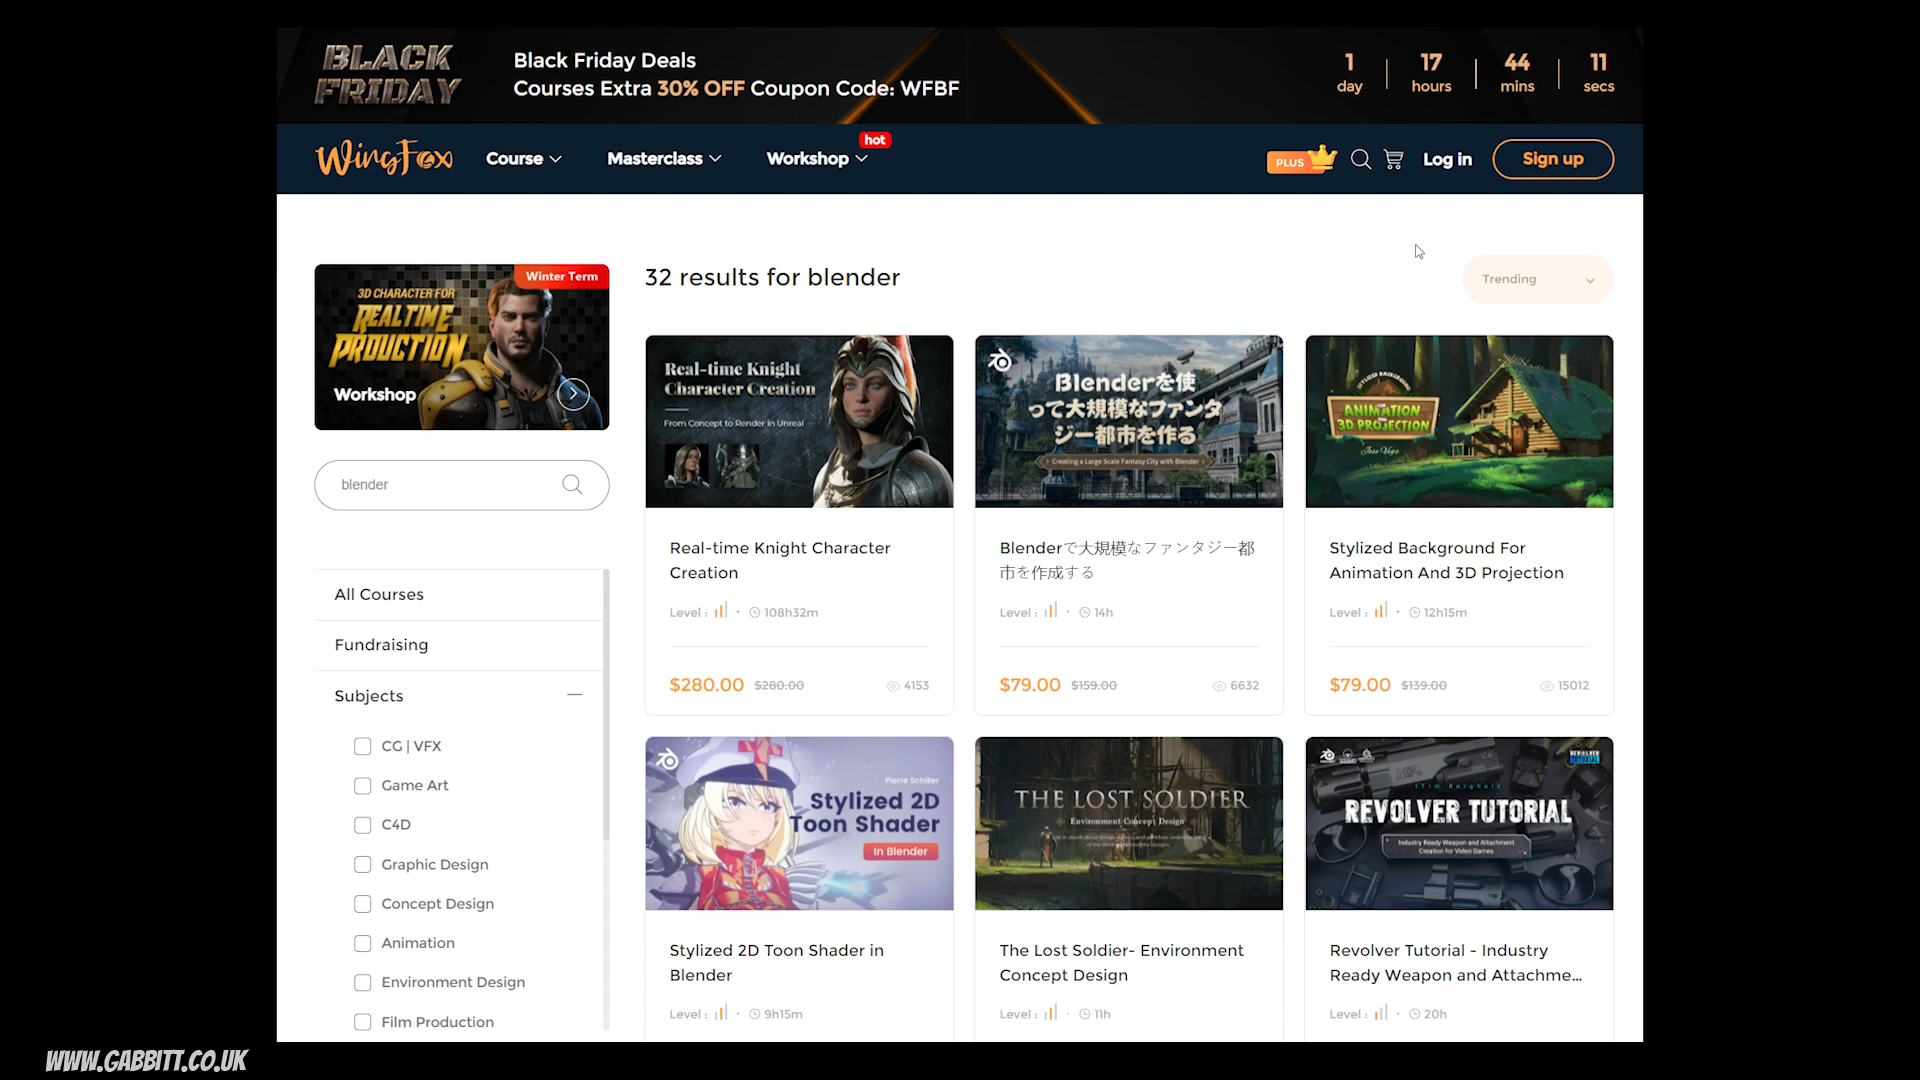 BLACK
FRIDAY
Black Friday Deals
Courses Extra 30% OFF Coupon Code: WFBF
1
day
17
hours
44
mins
11
secs
WingFox
Course
Masterclass
Workshop
hot
PLUS
Log in
Sign up
Winter Term
3D CHARACTER FOR
REALTIME
PRODUCTION
Workshop
32 results for blender
Trending
blender
All Courses
Fundraising
Subjects
CG | VFX
Game Art
C4D
Graphic Design
Concept Design
Animation
Environment Design
Film Production
Real-time Knight
Character Creation
From Concept to Render in Unreal
Real-time Knight Character
Creation
Level : · 108h32m
$280.00 $280.00 4153
Blenderを使
って大規模なファンタ
ジー都市を作る
Creating a Large Scale Fantasy City with Blender
Blenderで大規模なファンタジー都
市を作成する
Level : · 14h
$79.00 $159.00 6632
STYLIZED BACKGROUND
FOR
ANIMATION AND
3D PROJECTION
Jose Vega
Stylized Background For
Animation And 3D Projection
Level : · 12h15m
$79.00 $139.00 15012
Pierre Schiller
Stylized 2D
Toon Shader
In Blender
Stylized 2D Toon Shader in
Blender
Level : · 9h15m
THE LOST SOLDIER
Environment Concept Design
The Lost Soldier- Environment
Concept Design
Level : · 11h
REVOLVER
TUTORIAL
Tim Bergholz
REVOLVER TUTORIAL
Industry Ready Weapon and Attachment
Creation for Video Games
Revolver Tutorial - Industry
Ready Weapon and Attachme...
Level : · 20h
WWW.GABBITT.CO.UK